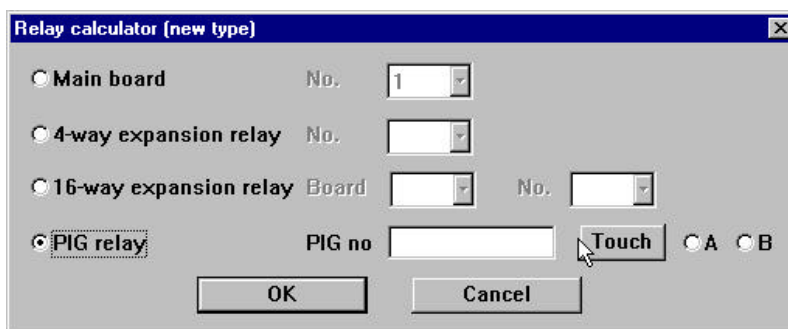 Relay calculator (new type)
Main board No. 1
4-way expansion relay No.
16-way expansion relay Board No.
PIG relay PIG no Touch A B
OK Cancel